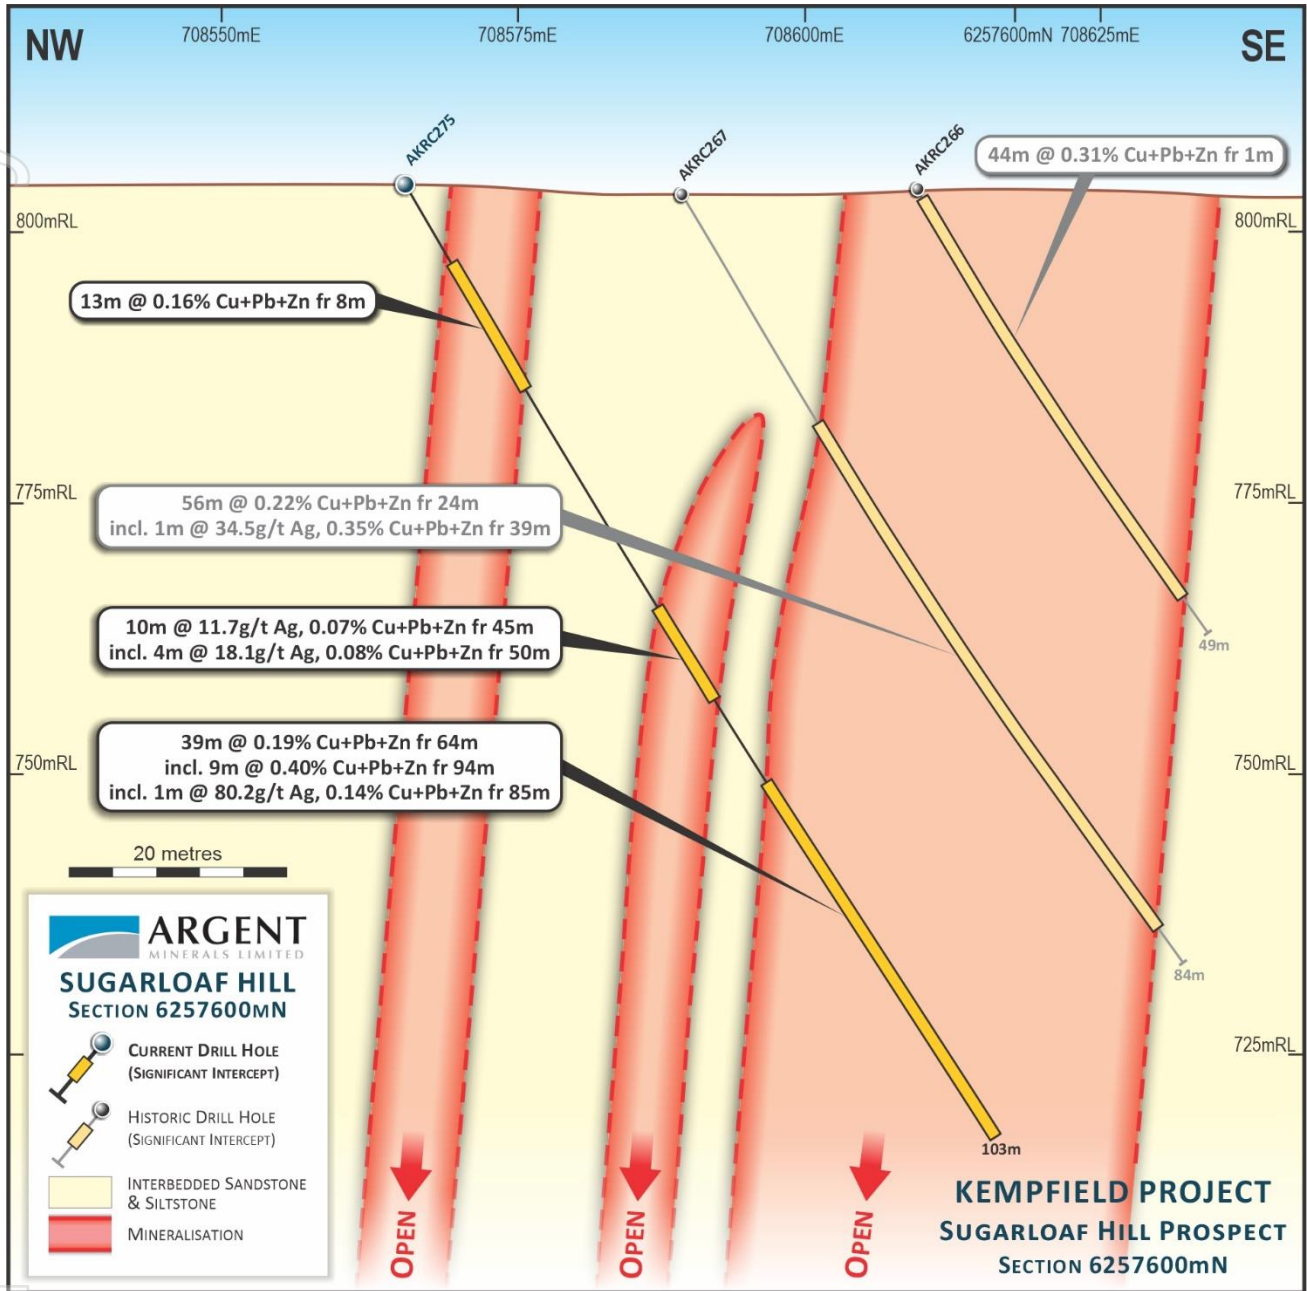 708550mE
708575mE
708600mE
6257600mN 708625mE
NW
SE
AKRC275
AKRC267
AKRC266
44m @ 0.31% Cu+Pb+Zn fr 1m
800mRL
800mRL
13m @ 0.16% Cu+Pb+Zn fr 8m
775mRL
775mRL
56m @ 0.22% Cu+Pb+Zn fr 24m
incl. 1m @ 34.5g/t Ag, 0.35% Cu+Pb+Zn fr 39m
10m @ 11.7g/t Ag, 0.07% Cu+Pb+Zn fr 45m
incl. 4m @ 18.1g/t Ag, 0.08% Cu+Pb+Zn fr 50m
49m
39m @ 0.19% Cu+Pb+Zn fr 64m
incl. 9m @ 0.40% Cu+Pb+Zn fr 94m
incl. 1m @ 80.2g/t Ag, 0.14% Cu+Pb+Zn fr 85m
750mRL
750mRL
20 metres
84m
725mRL
103m
ARGENT
MINERALS LIMITED
SUGARLOAF HILL
SECTION 6257600MN
CURRENT DRILL HOLE
(SIGNIFICANT INTERCEPT)
HISTORIC DRILL HOLE
(SIGNIFICANT INTERCEPT)
INTERBEDDED SANDSTONE
& SILTSTONE
MINERALISATION
OPEN
OPEN
OPEN
KEMPFIELD PROJECT
SUGARLOAF HILL PROSPECT
SECTION 6257600mN